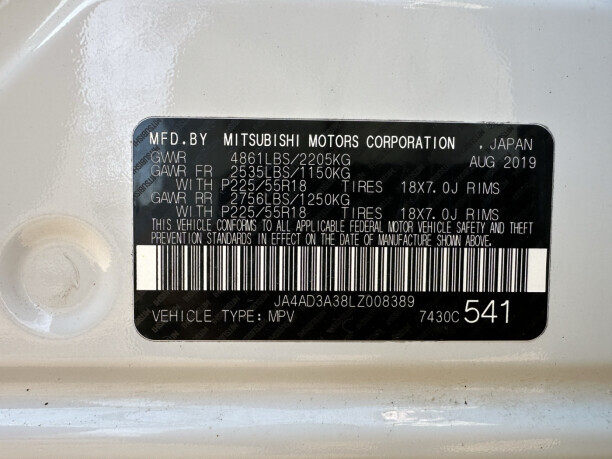 MFD.BY MITSUBISHI MOTORS CORPORATION . JAPAN
GWVR 4861LBS/2205KG AUG 2019
GAWR FR 2535LBS/1150KG
WITH P225/55R18 TIRES 18X7.0J RIMS
GAWR RR 2756LBS/1250KG
WITH P225/55R18 TIRES 18X7.0J RIMS
THIS VEHICLE CONFORMS TO ALL APPLICABLE FEDERAL MOTOR VEHICLE SAFETY AND THEFT
PREVENTION STANDARDS IN EFFECT ON THE DATE OF MANUFACTURE SHOWN ABOVE.
JA4AD3A38LZ008389
VEHICLE TYPE: MPV 7430C 541